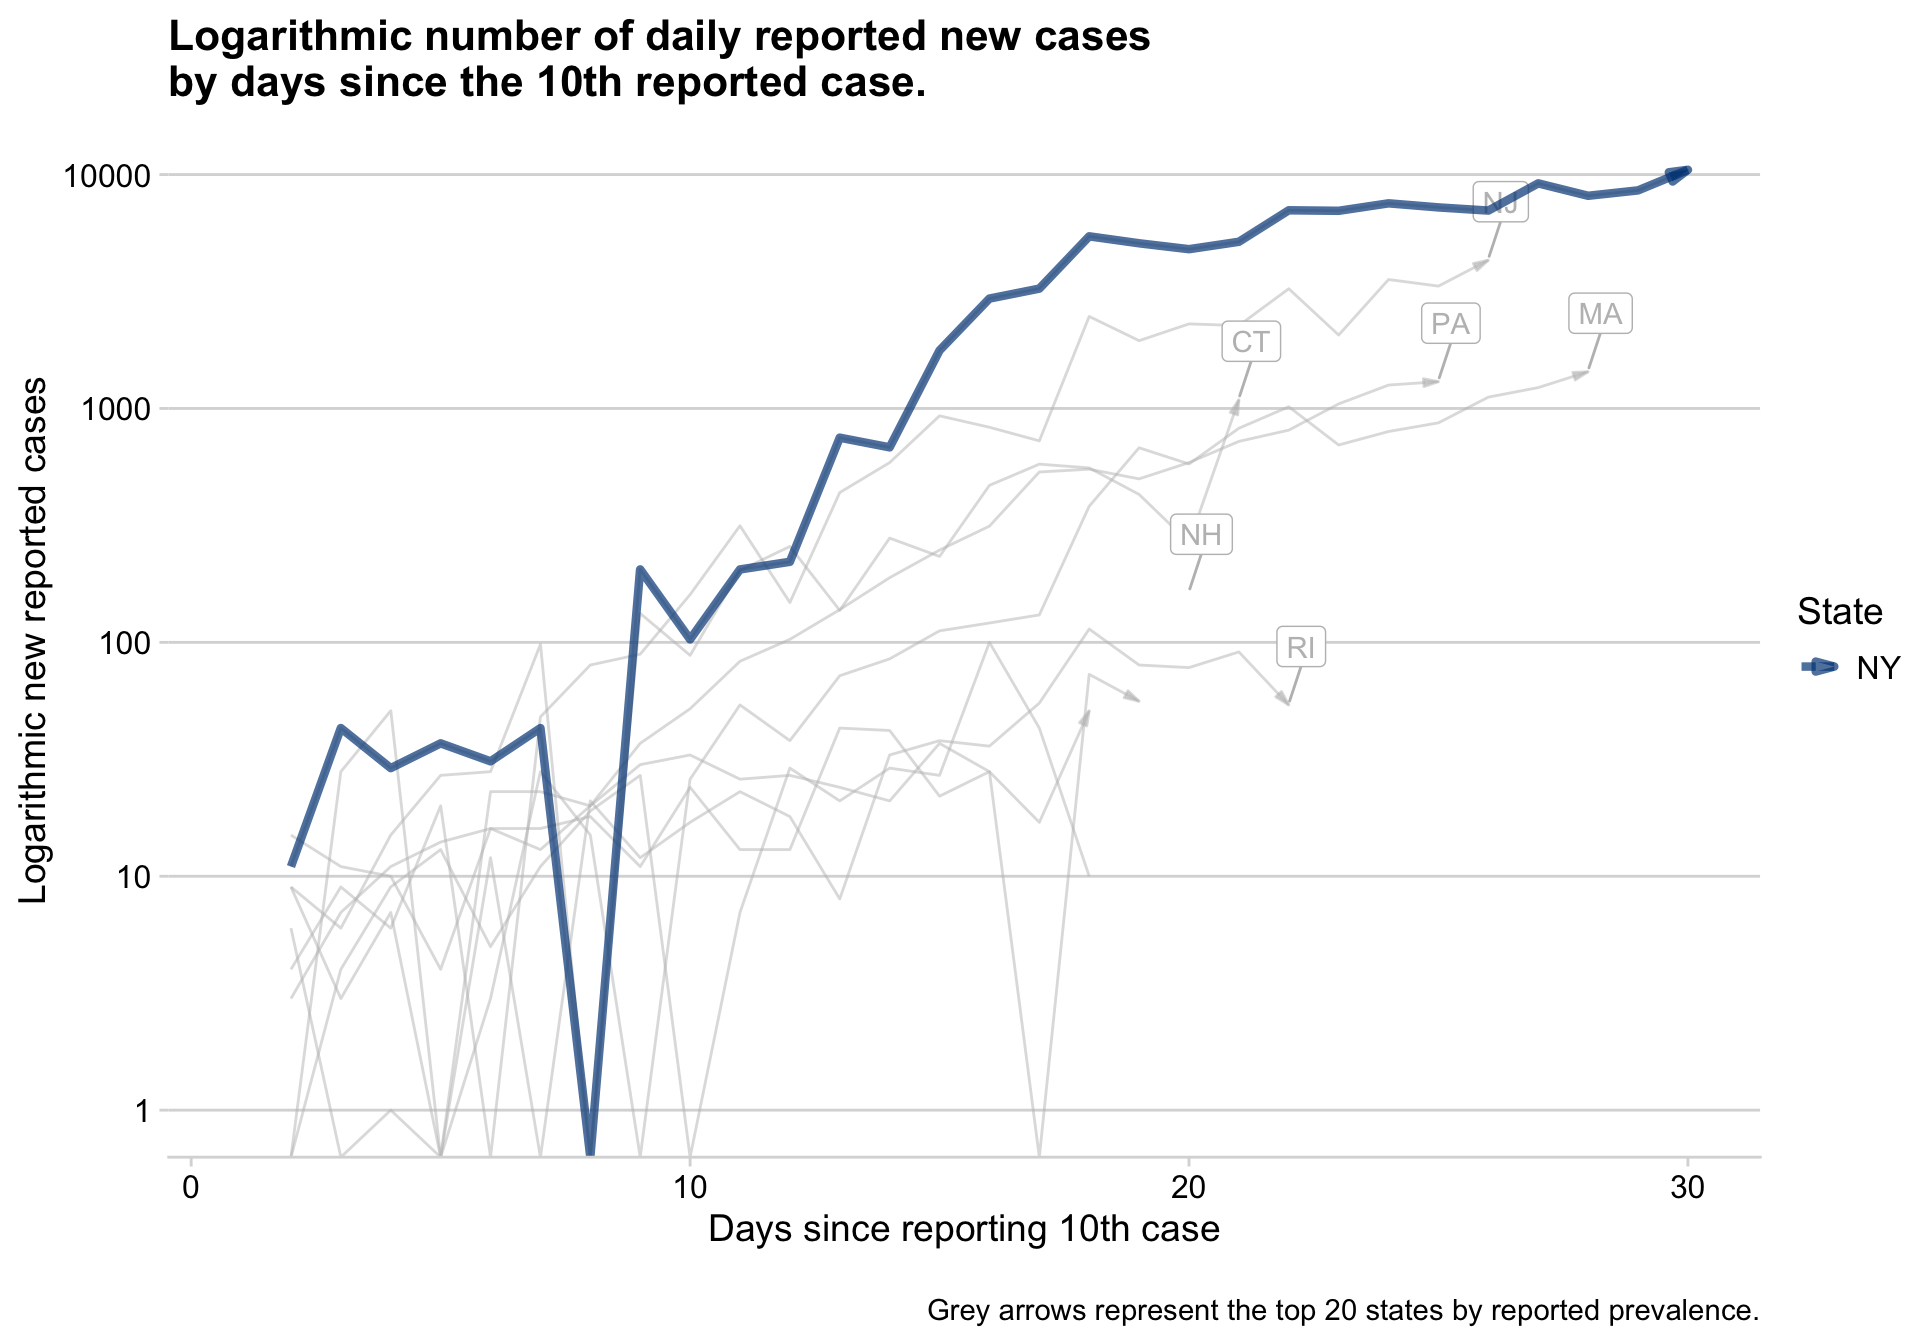 Logarithmic number of daily reported new cases
by days since the 10th reported case.
10000
1000
100
10
1
Logarithmic new reported cases
NJ
MA
PA
CT
NH
RI
State
NY
0 10 20 30
Days since reporting 10th case
Grey arrows represent the top 20 states by reported prevalence.